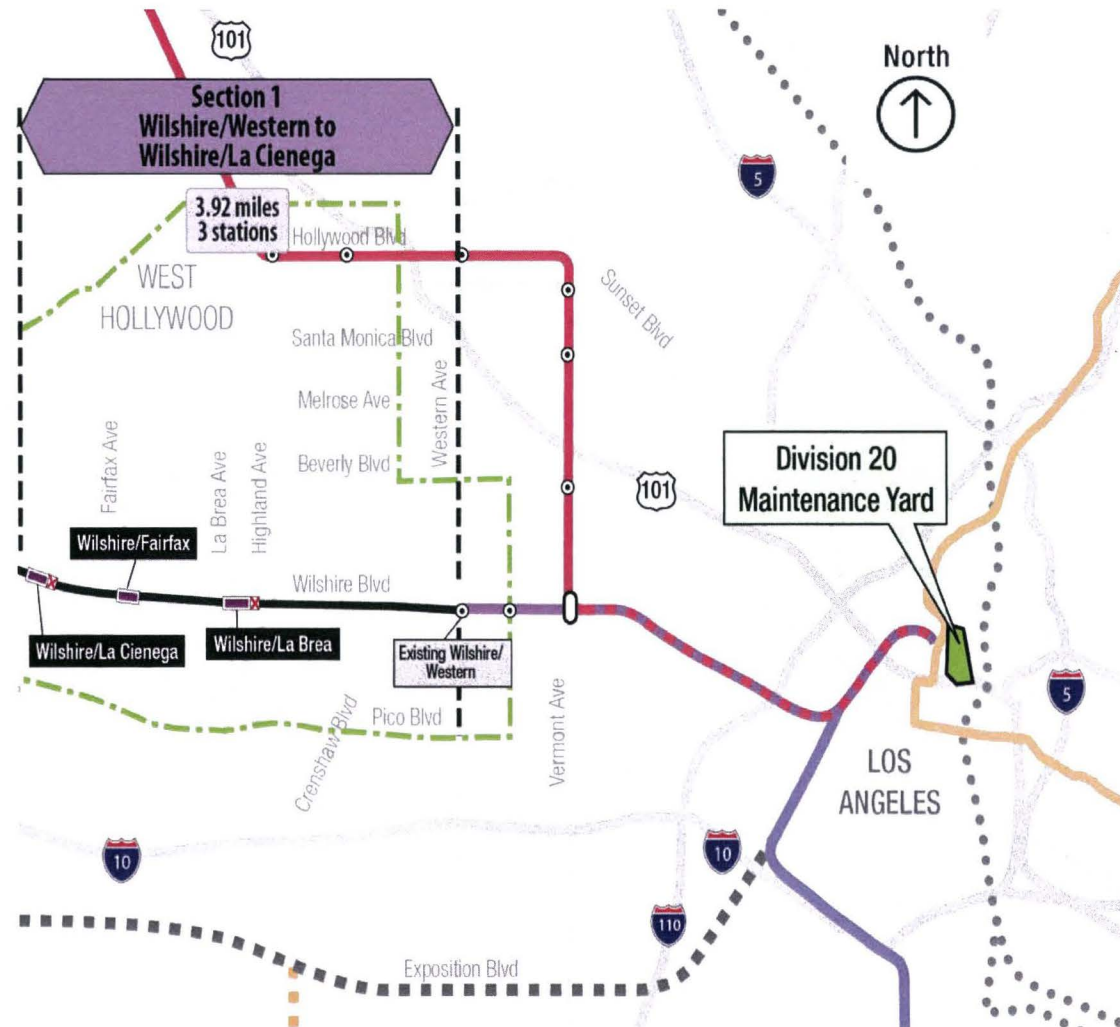 101
North
Section 1
Wilshire/Western to
Wilshire/La Cienega
5
3.92 miles
3 stations
Hollywood Blvd
WEST
HOLLYWOOD
Sunset Blvd
Santa Monica Blvd
Western Ave
Melrose Ave
Fairfax Ave
La Brea Ave
Highland Ave
Beverly Blvd
101
Division 20
Maintenance Yard
Wilshire/Fairfax
Wilshire Blvd
Wilshire/La Cienega
Wilshire/La Brea
Existing Wilshire/
Western
5
Crenshaw Blvd
Pico Blvd
Vermont Ave
LOS
ANGELES
10
10
110
Exposition Blvd